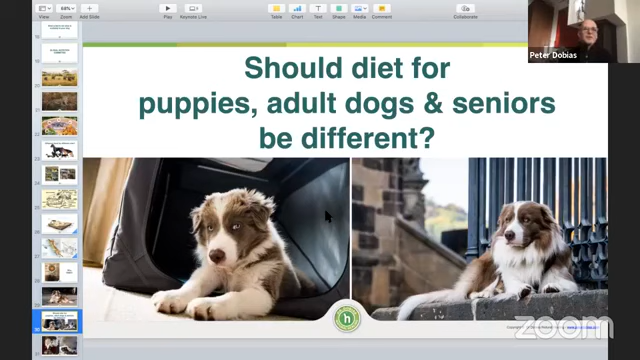 View
Zoom
Add Slide
Play
Keynote Live
Table
Chart
Text
Shape
Media
Comment
Collaborate
Peter Dobias
Should diet for
puppies, adult dogs & seniors
be different?
h
zoom